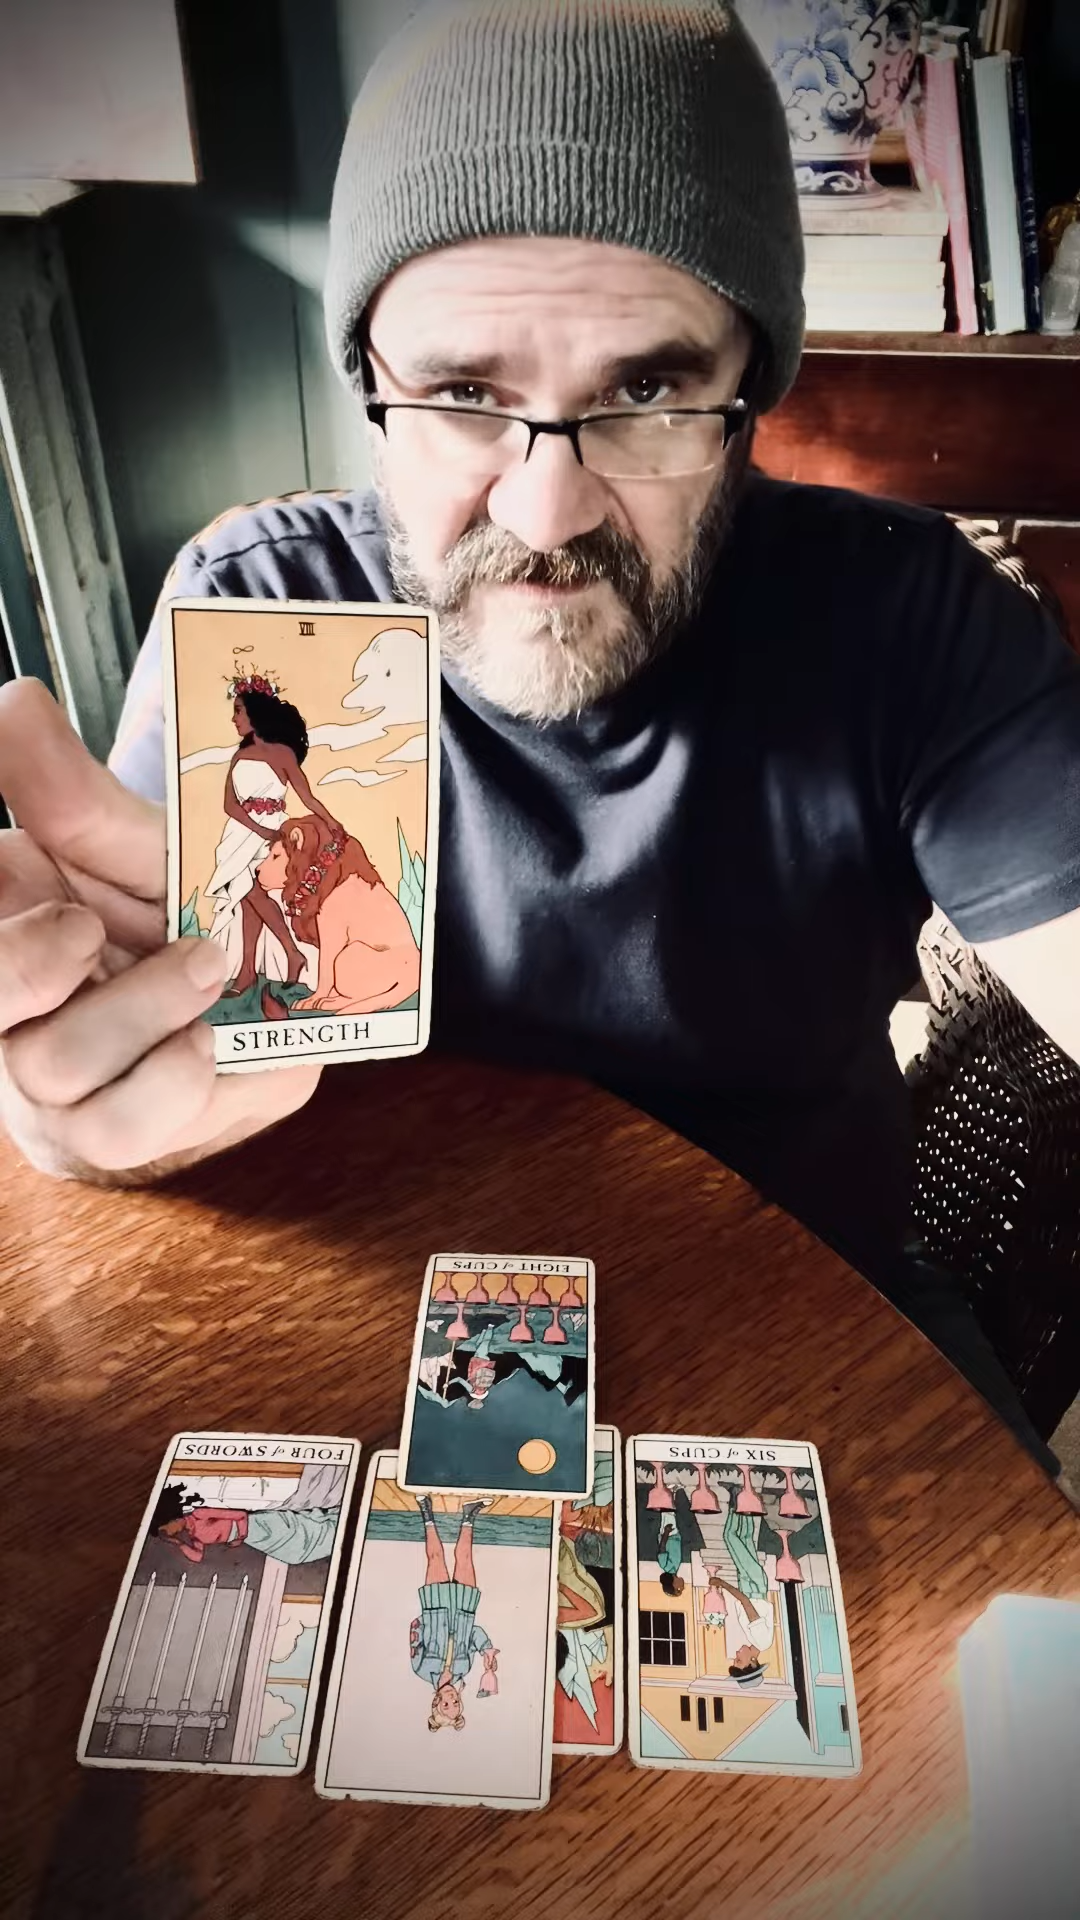 VIII
STRENGTH
EIGHT of CUPS
FOUR of SWORDS
SIX of CUPS